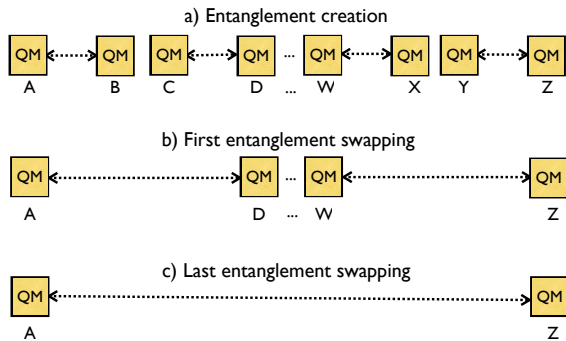 a) Entanglement creation
QM QM QM QM ... QM QM QM QM
A B C D ... W X Y Z
b) First entanglement swapping
QM QM ... QM QM
A D ... W Z
c) Last entanglement swapping
QM QM
A Z